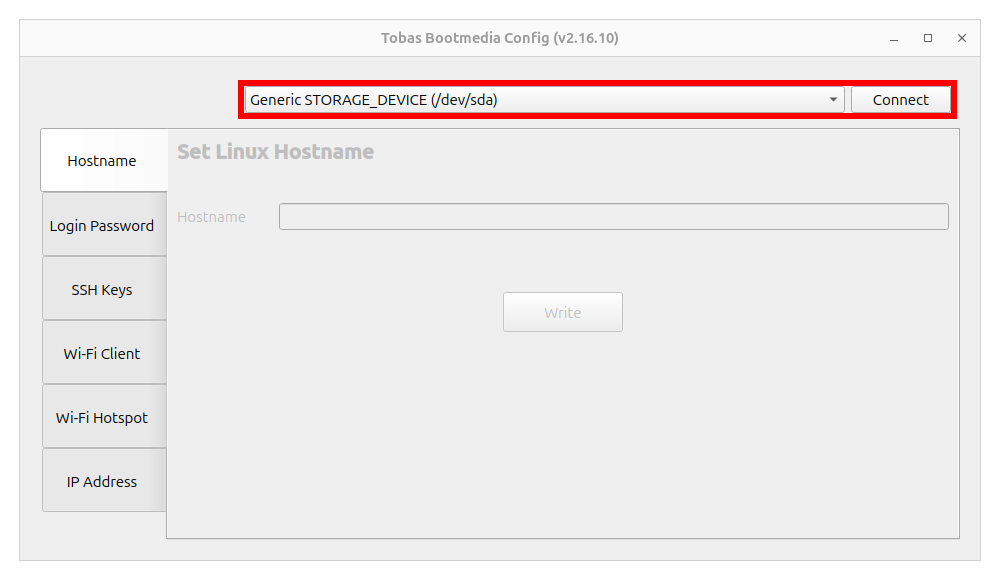 Tobas Bootmedia Config (v2.16.10)
Generic STORAGE_DEVICE (/dev/sda)
Connect
Hostname
Login Password
SSH Keys
Wi-Fi Client
Wi-Fi Hotspot
IP Address
Set Linux Hostname
Hostname
Write